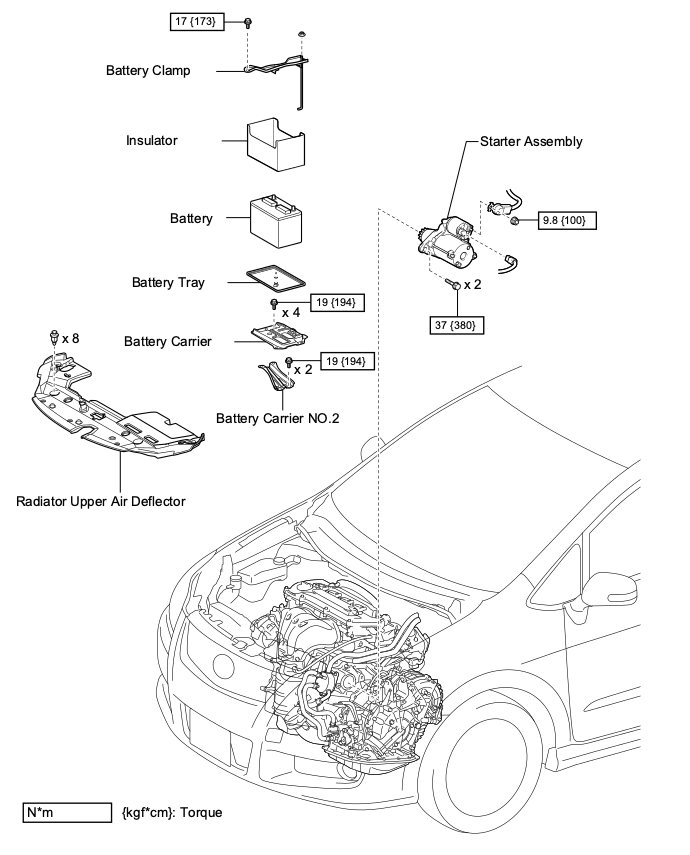 17 {173}
Battery Clamp
Insulator
Starter Assembly
Battery
9.8 {100}
Battery Tray
x 2
19 {194}
x 4
37 {380}
x 8
Battery Carrier
19 {194}
x 2
Battery Carrier NO.2
Radiator Upper Air Deflector
N*m {kgf*cm}: Torque